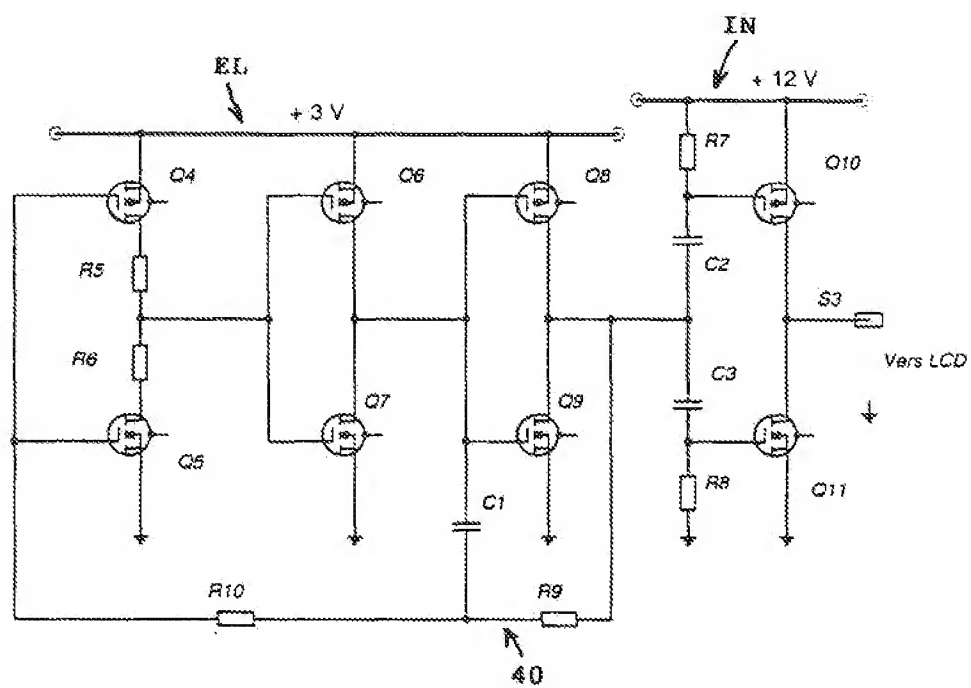 IN
EL
+ 12 V
+ 3 V
R7
Q4
Q6
Q8
Q10
R5
C2
S3
R6
C3
Vers LCD
Q7
Q9
Q5
R8
Q11
C1
R10
R9
40